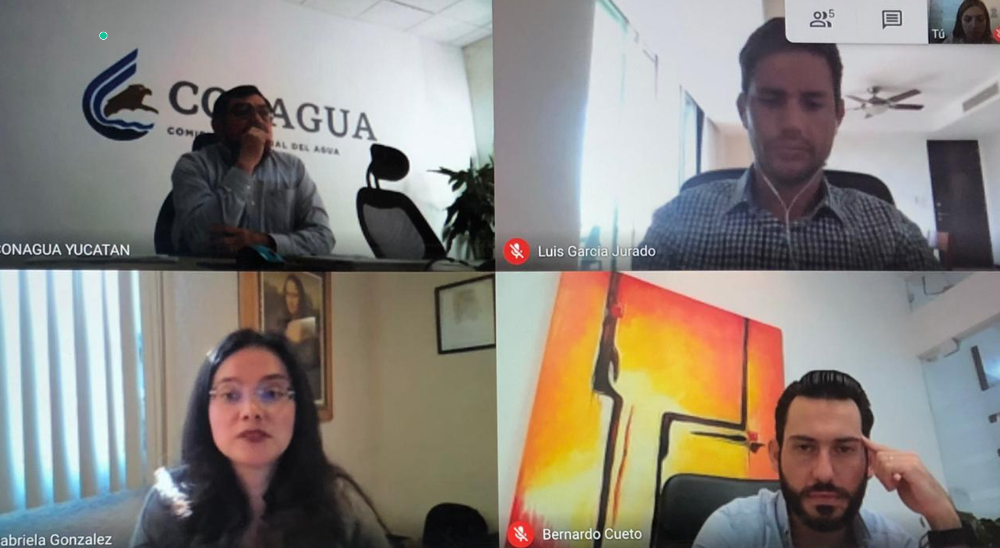 5
Tú
CO AGUA
COMI AL DEL AGUA
CONAGUA YUCATAN
Luis Garcia Jurado
abriela Gonzalez
Bernardo Cueto